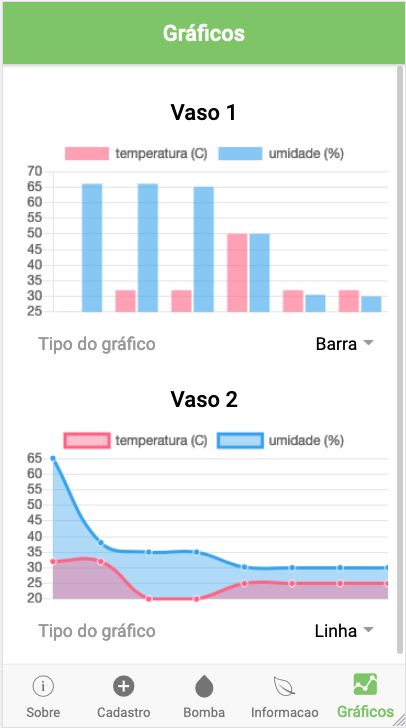 Gráficos
Vaso 1
temperatura (C) umidade (%)
70
65
60
55
50
45
40
35
30
25
Tipo do gráfico Barra
Vaso 2
temperatura (C) umidade (%)
65
60
55
50
45
40
35
30
25
20
Tipo do gráfico Linha
Sobre Cadastro Bomba Informacao Gráficos